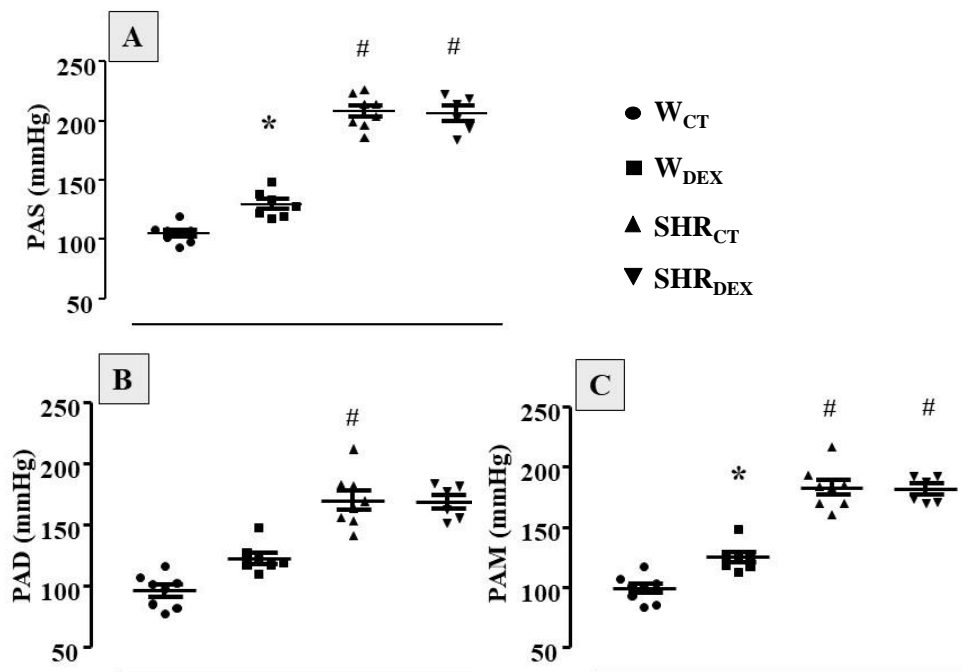 A
# #
*
PAS (mmHg)
250
200
150
100
50
W_CT
W_DEX
SHR_CT
SHR_DEX
B
#
PAD (mmHg)
250
200
150
100
50
C
# #
*
PAM (mmHg)
250
200
150
100
50